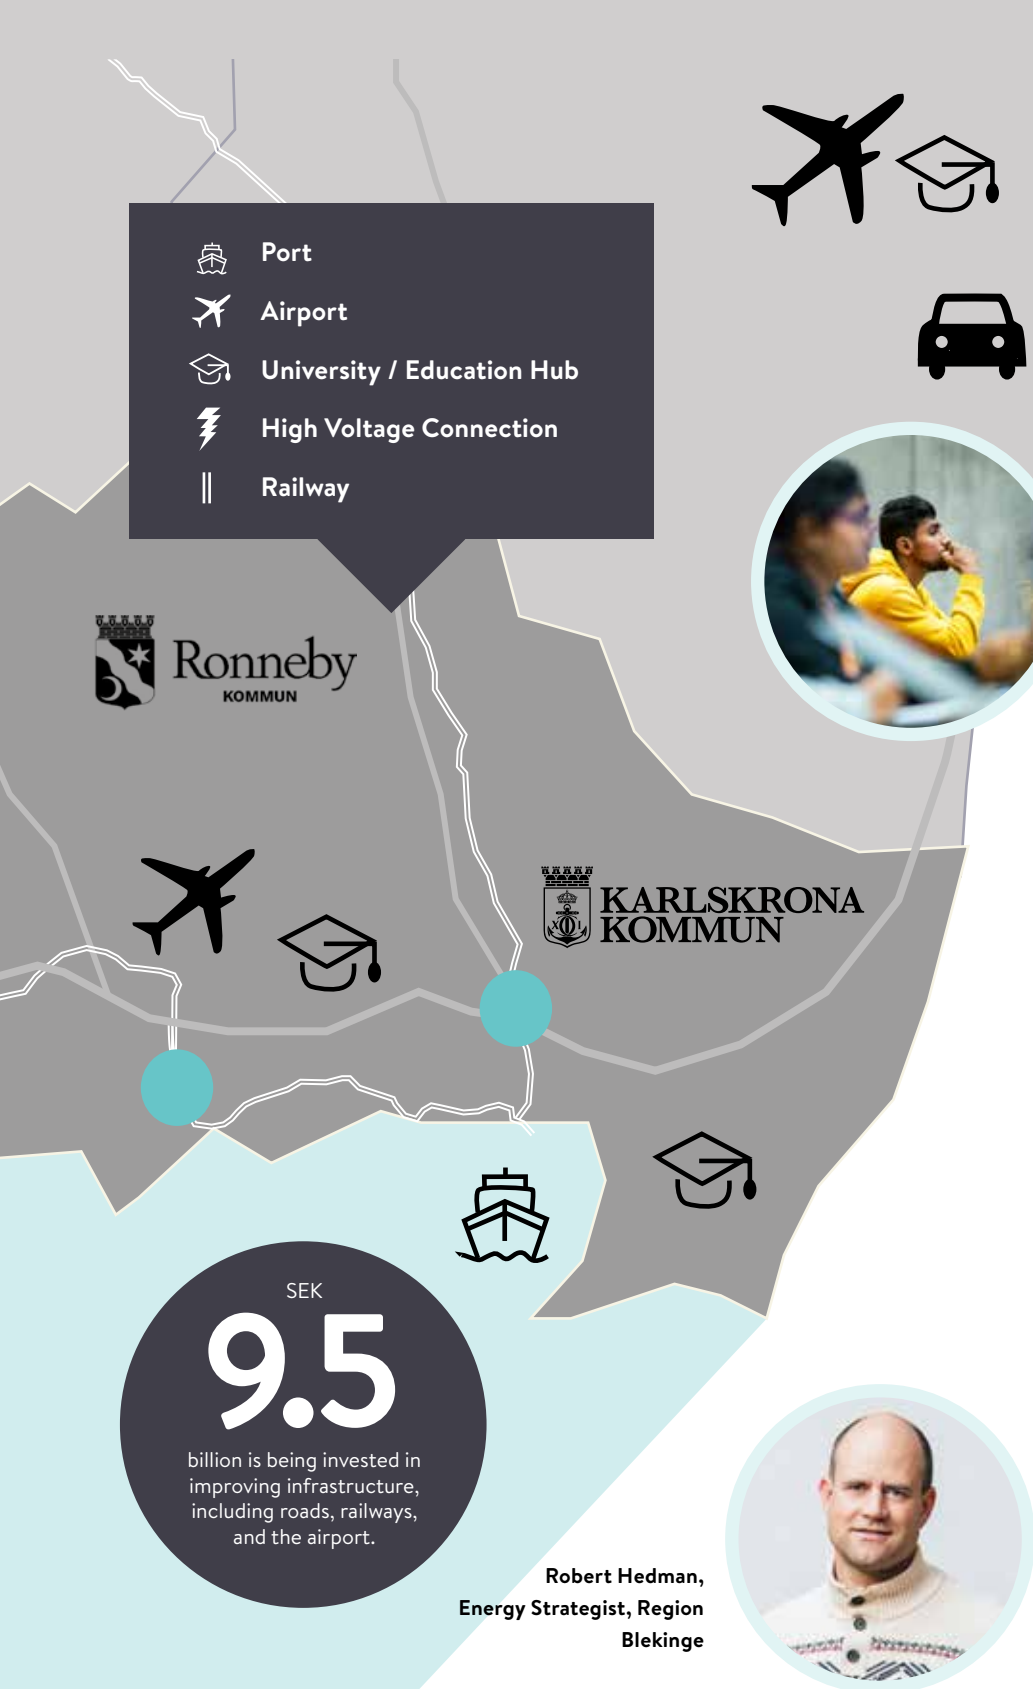 Port
Airport
University / Education Hub
High Voltage Connection
Railway
Ronneby
KOMMUN
KARLSKRONA
KOMMUN
SEK
9.5
billion is being invested in
improving infrastructure,
including roads, railways,
and the airport.
Robert Hedman,
Energy Strategist, Region
Blekinge